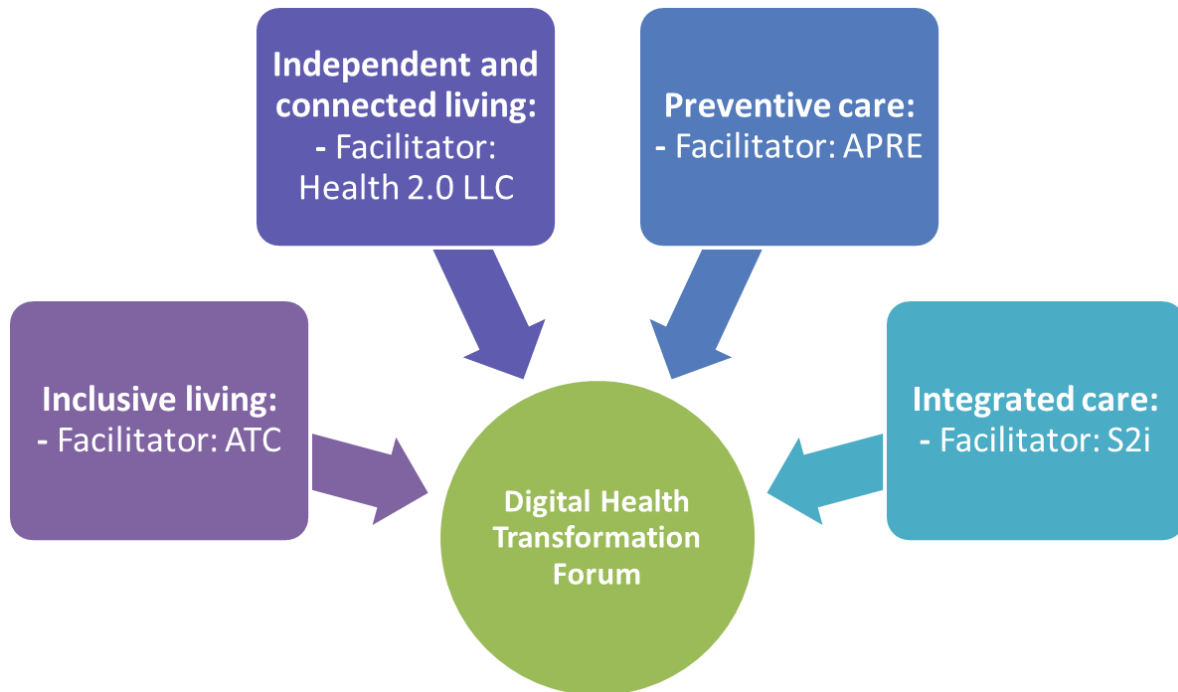 Independent and
connected living:
- Facilitator:
Health 2.0 LLC
Preventive care:
- Facilitator: APRE
Inclusive living:
- Facilitator: ATC
Integrated care:
- Facilitator: S2i
Digital Health
Transformation
Forum